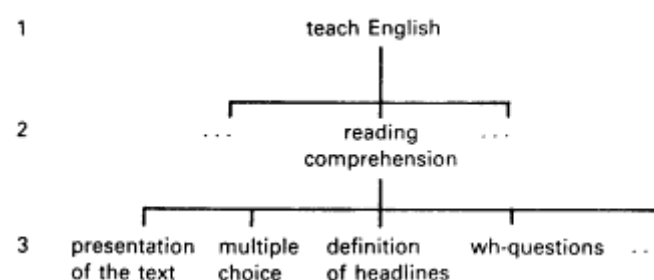 1 teach English
2 ... reading ...
comprehension
3 presentation multiple definition wh-questions ..
of the text choice of headlines